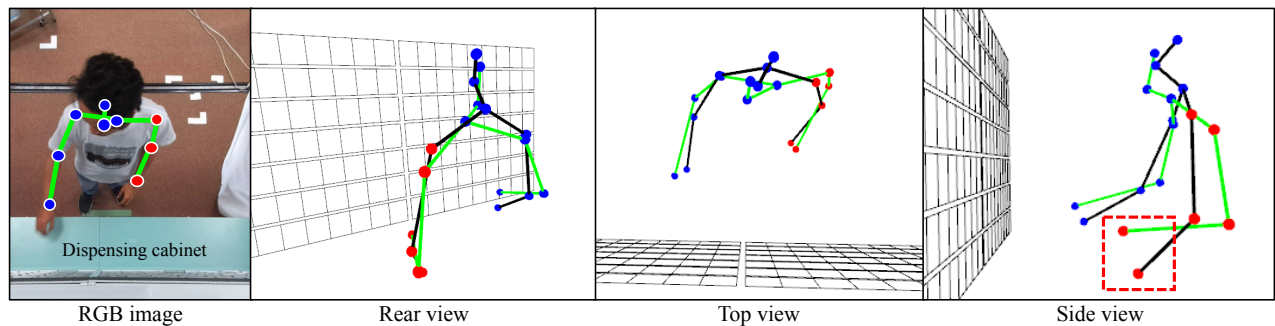 Dispensing cabinet
RGB image
Rear view
Top view
Side view